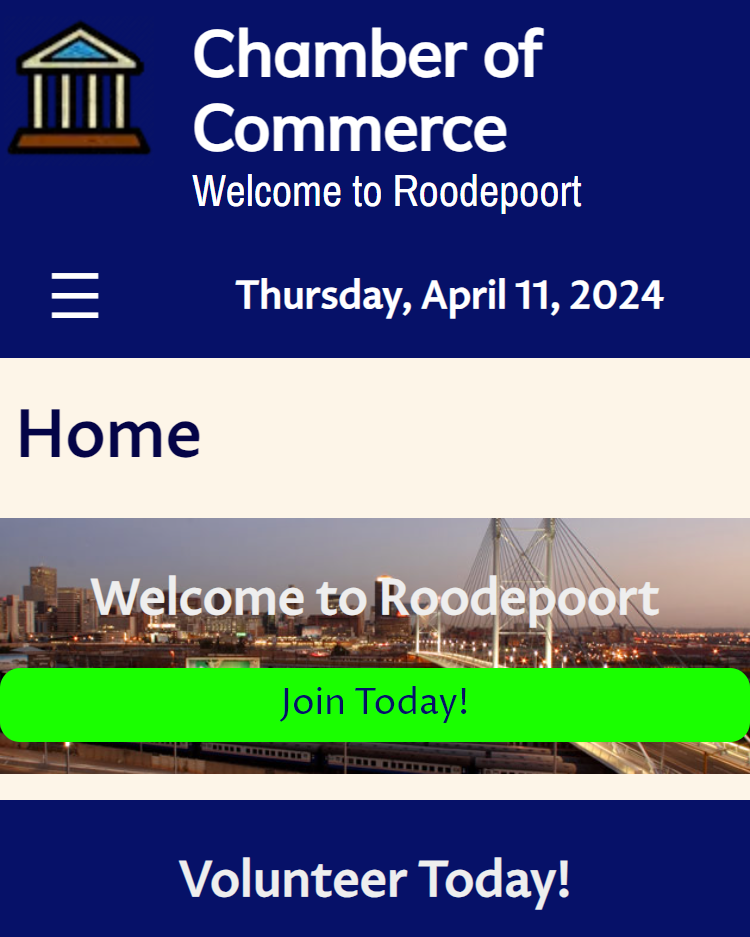 Chamber of
Commerce
Welcome to Roodepoort
☰ Thursday, April 11, 2024
Home
Welcome to Roodepoort
Join Today!
Volunteer Today!